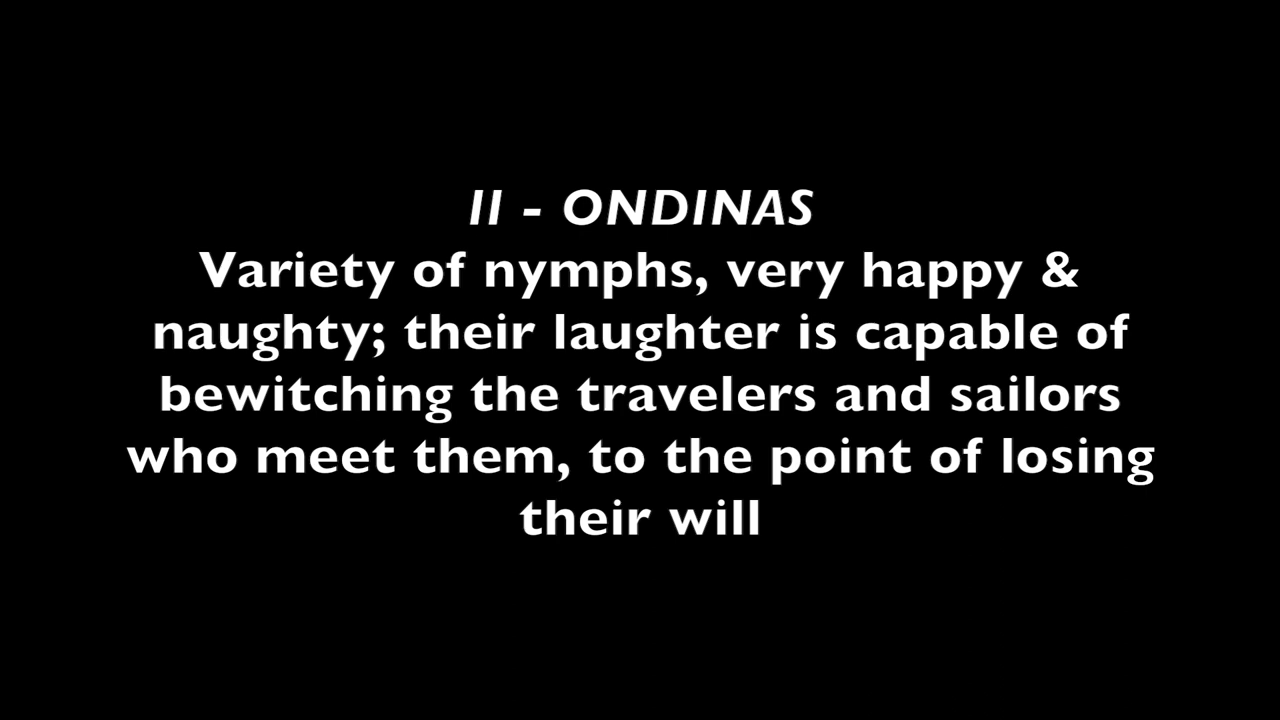 II - ONDINAS
Variety of nymphs, very happy &
naughty; their laughter is capable of
bewitching the travelers and sailors
who meet them, to the point of losing
their will